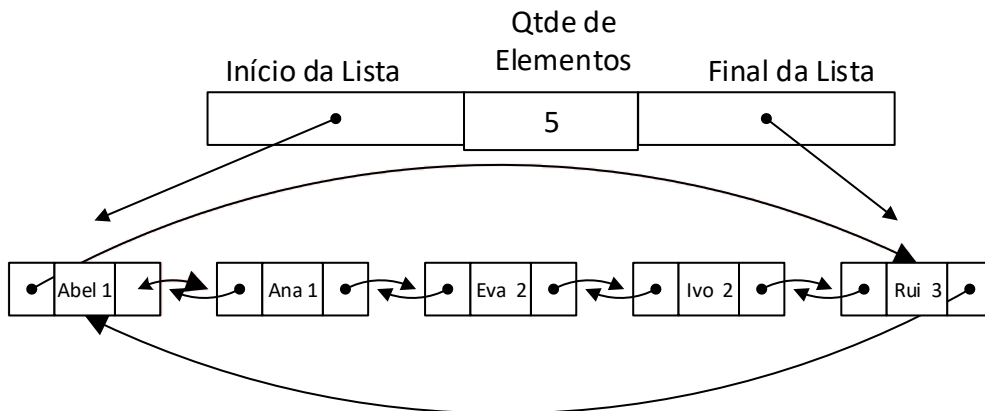 Qtde de
Elementos
Início da Lista
Final da Lista
5
Abel 1
Ana 1
Eva 2
Ivo 2
Rui 3